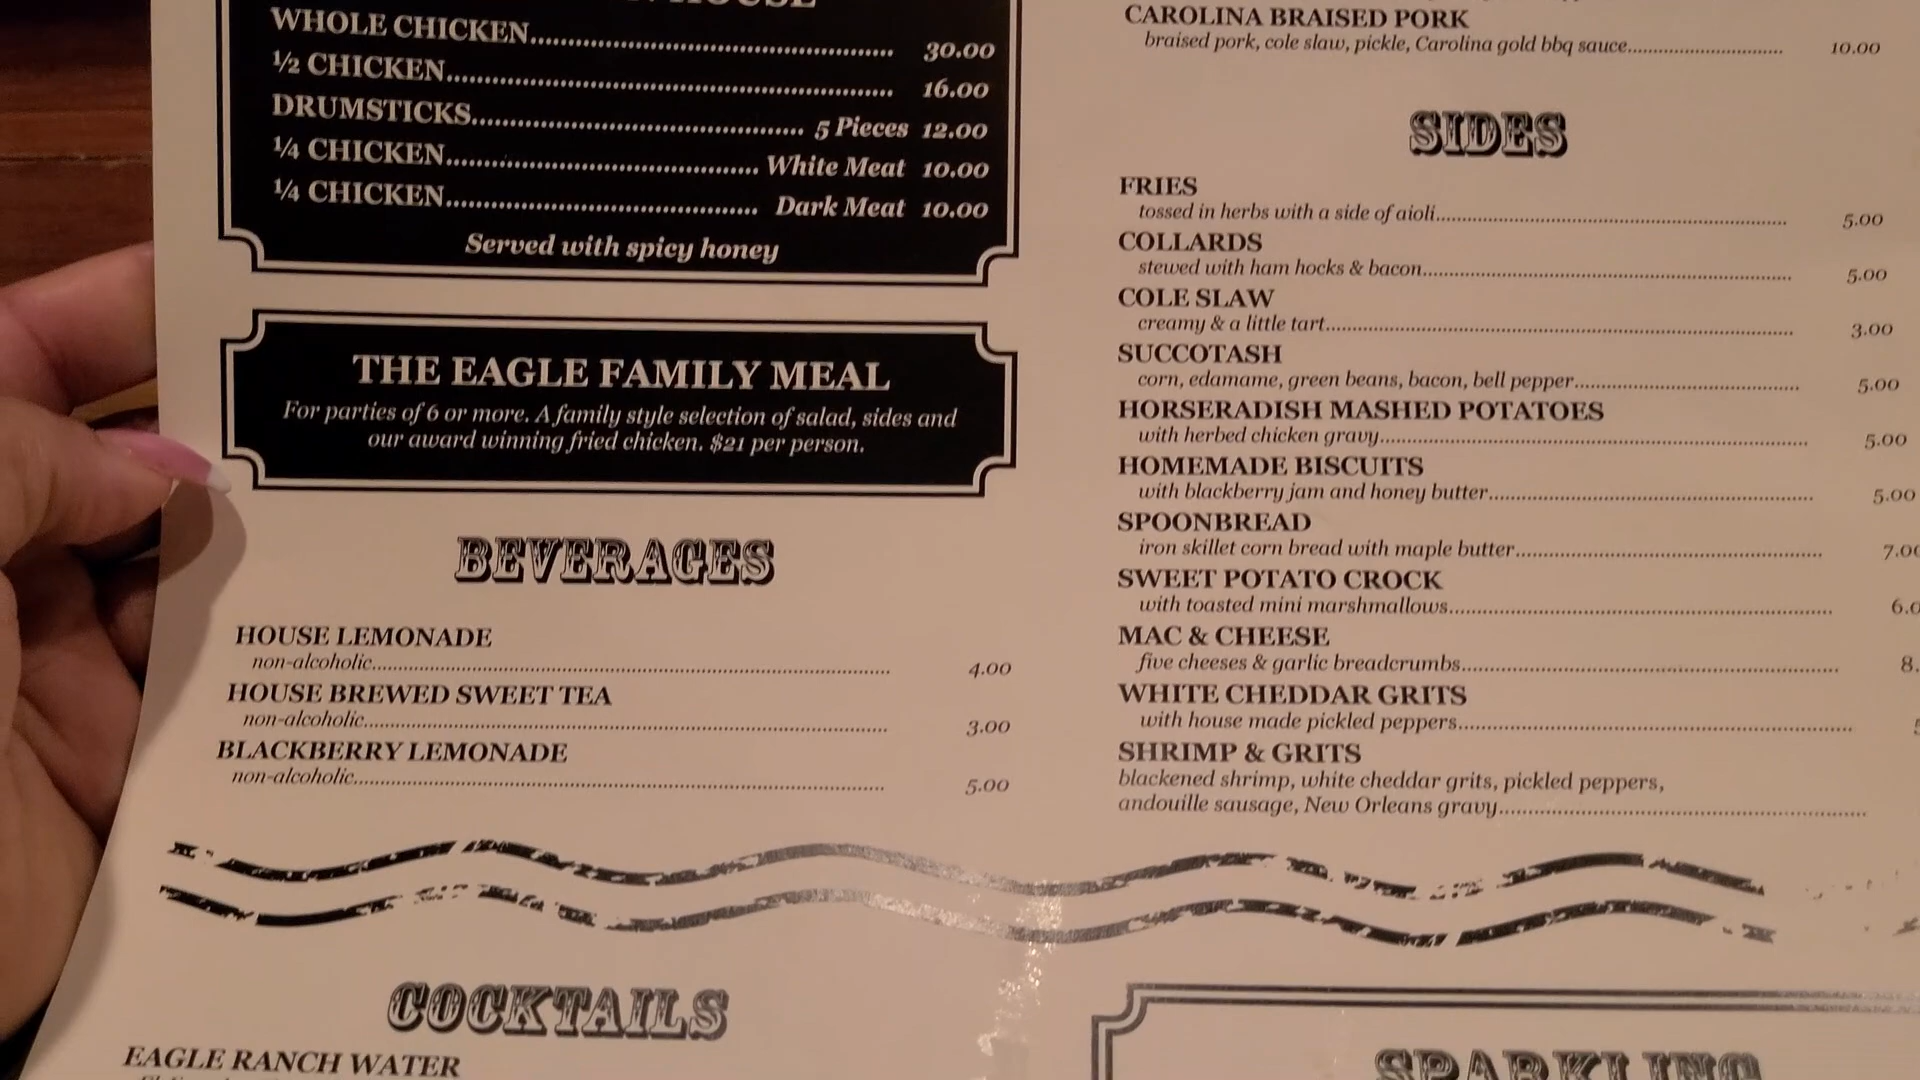 WHOLE CHICKEN 30.00
½ CHICKEN 16.00
DRUMSTICKS 5 Pieces 12.00
¼ CHICKEN White Meat 10.00
¼ CHICKEN Dark Meat 10.00
Served with spicy honey
THE EAGLE FAMILY MEAL
For parties of 6 or more. A family style selection of salad, sides and
our award winning fried chicken. $21 per person.
BEVERAGES
HOUSE LEMONADE
non-alcoholic 4.00
HOUSE BREWED SWEET TEA
non-alcoholic 3.00
BLACKBERRY LEMONADE
non-alcoholic 5.00
CAROLINA BRAISED PORK
braised pork, cole slaw, pickle, Carolina gold bbq sauce 10.00
SIDES
FRIES
tossed in herbs with a side of aioli 5.00
COLLARDS
stewed with ham hocks & bacon 5.00
COLE SLAW
creamy & a little tart 3.00
SUCCOTASH
corn, edamame, green beans, bacon, bell pepper 5.00
HORSERADISH MASHED POTATOES
with herbed chicken gravy 5.00
HOMEMADE BISCUITS
with blackberry jam and honey butter 5.00
SPOONBREAD
iron skillet corn bread with maple butter 7.00
SWEET POTATO CROCK
with toasted mini marshmallows 6.0
MAC & CHEESE
five cheeses & garlic breadcrumbs 8.
WHITE CHEDDAR GRITS
with house made pickled peppers
SHRIMP & GRITS
blackened shrimp, white cheddar grits, pickled peppers,
andouille sausage, New Orleans gravy
COCKTAILS
EAGLE RANCH WATER
SPARKLING